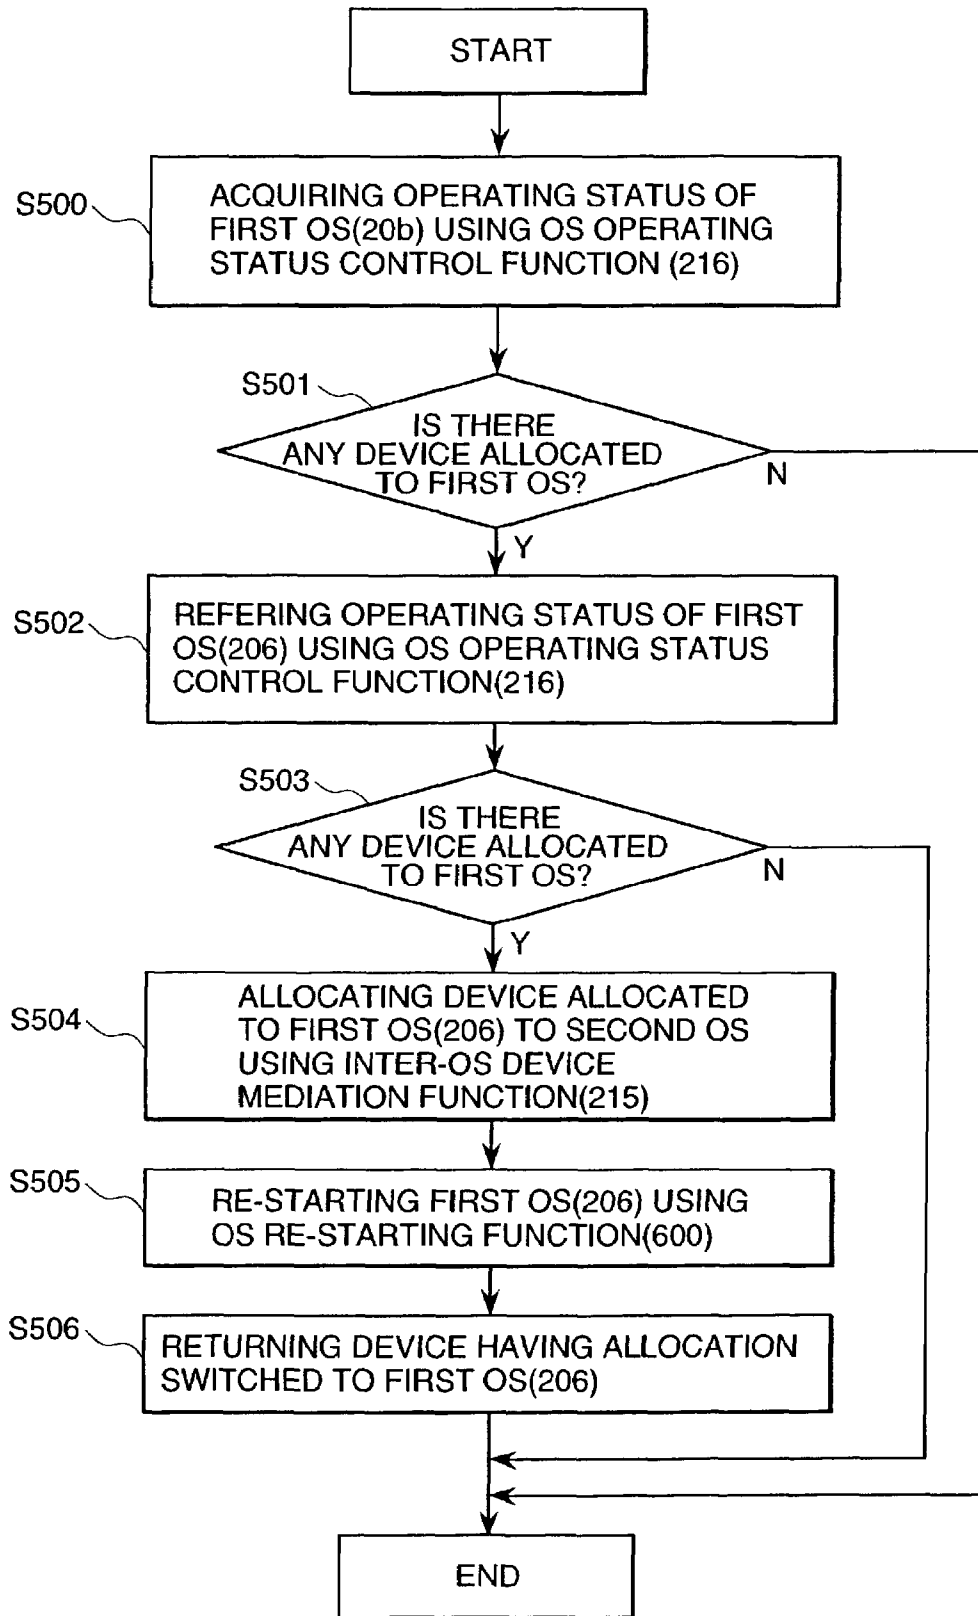 START
S500
ACQUIRING OPERATING STATUS OF
FIRST OS(20b) USING OS OPERATING
STATUS CONTROL FUNCTION (216)
S501
IS THERE
ANY DEVICE ALLOCATED
TO FIRST OS?
N
Y
S502
REFERING OPERATING STATUS OF FIRST
OS(206) USING OS OPERATING STATUS
CONTROL FUNCTION(216)
S503
IS THERE
ANY DEVICE ALLOCATED
TO FIRST OS?
N
Y
S504
ALLOCATING DEVICE ALLOCATED
TO FIRST OS(206) TO SECOND OS
USING INTER-OS DEVICE
MEDIATION FUNCTION(215)
S505
RE-STARTING FIRST OS(206) USING
OS RE-STARTING FUNCTION(600)
S506
RETURNING DEVICE HAVING ALLOCATION
SWITCHED TO FIRST OS(206)
END